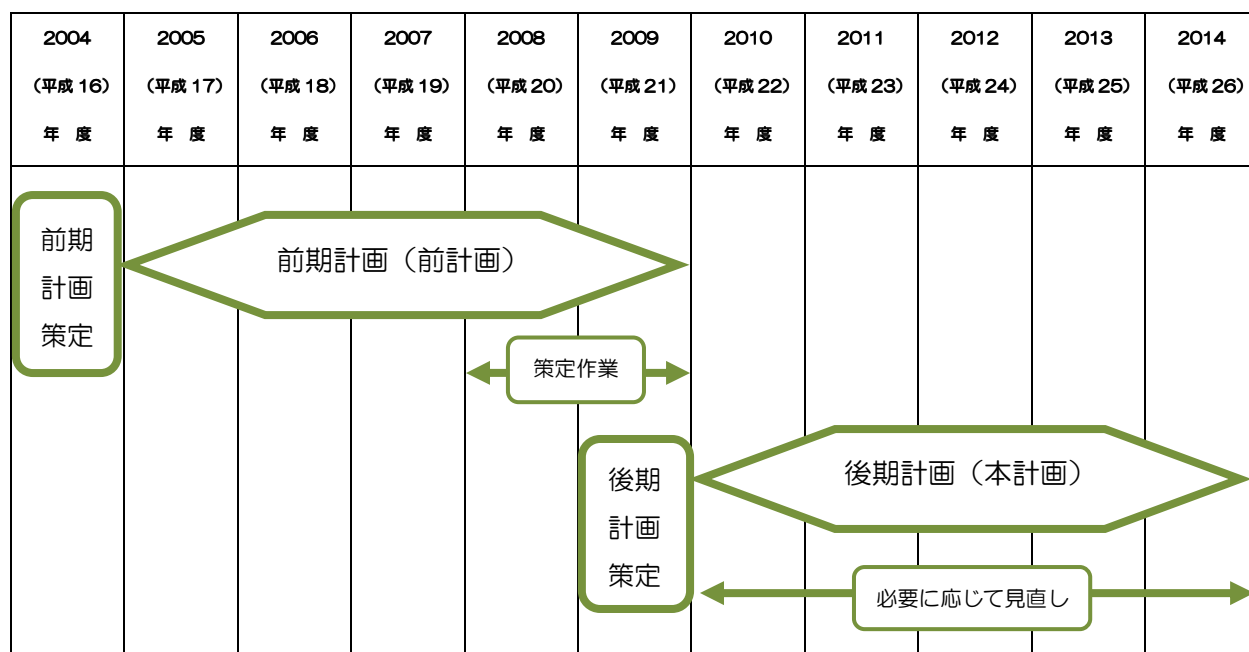 2004 2005 2006 2007 2008 2009 2010 2011 2012 2013 2014
(平成16) (平成17) (平成18) (平成19) (平成20) (平成21) (平成22) (平成23) (平成24) (平成25) (平成26)
年 度 年 度 年 度 年 度 年 度 年 度 年 度 年 度 年 度 年 度 年 度
前期
計画
策定
前期計画（前計画）
策定作業
後期
計画
策定
後期計画（本計画）
必要に応じて見直し